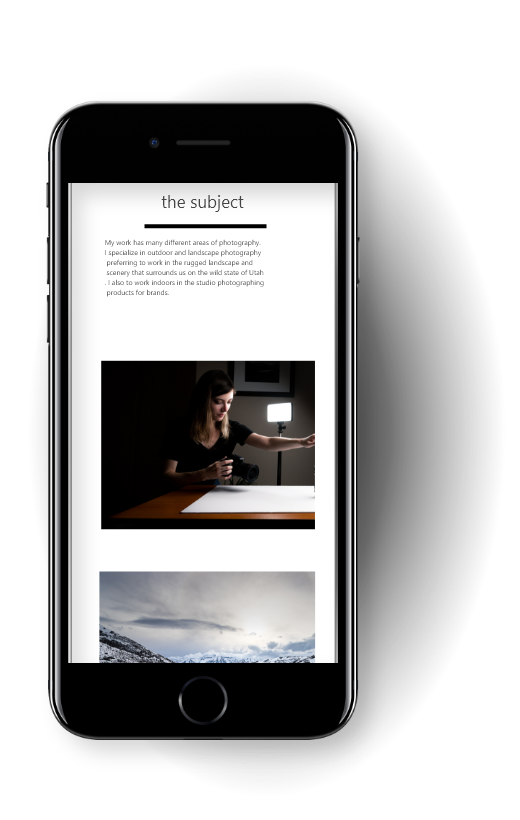 the subject
My work has many different areas of photography.
I specialize in outdoor and landscape photography
preferring to work in the rugged landscape and
scenery that surrounds us on the wild state of Utah
. I also to work indoors in the studio photographing
products for brands.